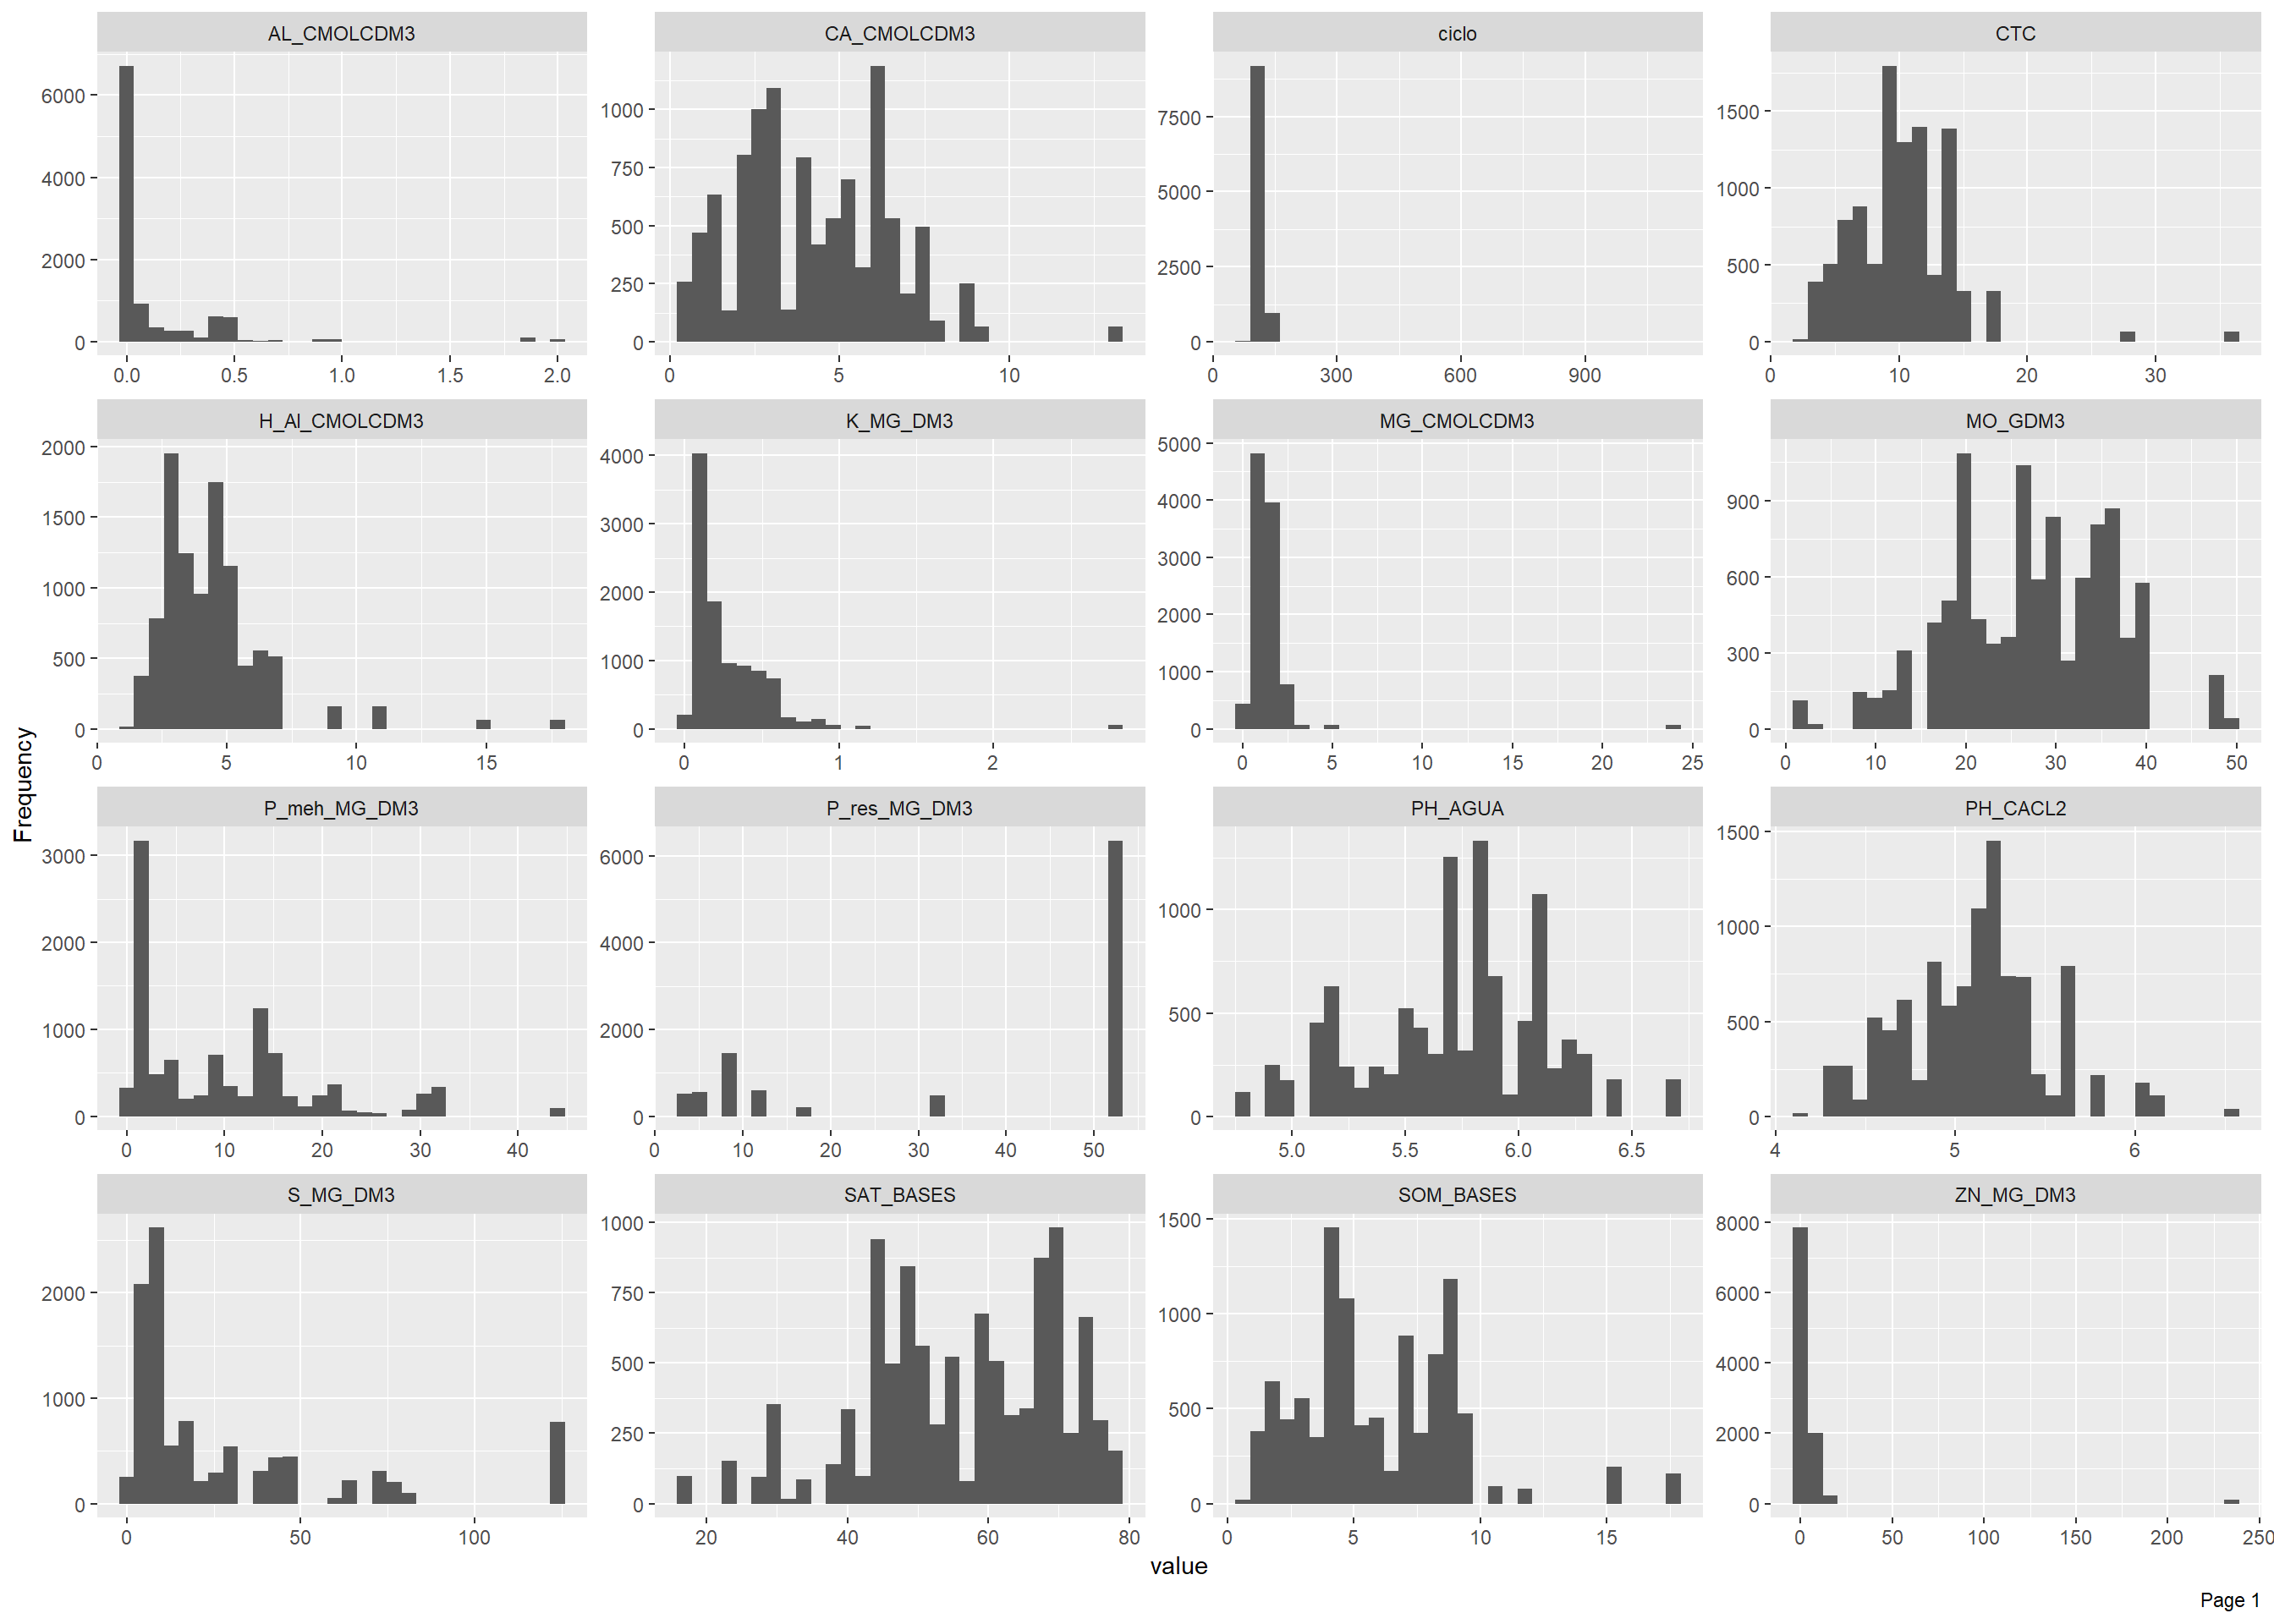 AL_CMOLCDM3 CA_CMOLCDM3 ciclo CTC
6000 4000 2000 0
1000 750 500 250 0
7500 5000 2500 0
1500 1000 500 0
0.0 0.5 1.0 1.5 2.0
0 5 10
0 300 600 900
0 10 20 30
H_Al_CMOLCDM3 K_MG_DM3 MG_CMOLCDM3 MO_GDM3
2000 1500 1000 500 0
4000 3000 2000 1000 0
5000 4000 3000 2000 1000 0
900 600 300 0
0 5 10 15
0 1 2
0 5 10 15 20 25
0 10 20 30 40 50
Frequency
P_meh_MG_DM3 P_res_MG_DM3 PH_AGUA PH_CACL2
3000 2000 1000 0
6000 4000 2000 0
1000 500 0
1500 1000 500 0
0 10 20 30 40
0 10 20 30 40 50
5.0 5.5 6.0 6.5
4 5 6
S_MG_DM3 SAT_BASES SOM_BASES ZN_MG_DM3
2000 1000 0
1000 750 500 250 0
1500 1000 500 0
8000 6000 4000 2000 0
0 50 100
20 40 60 80
0 5 10 15
0 50 100 150 200 250
value
Page 1